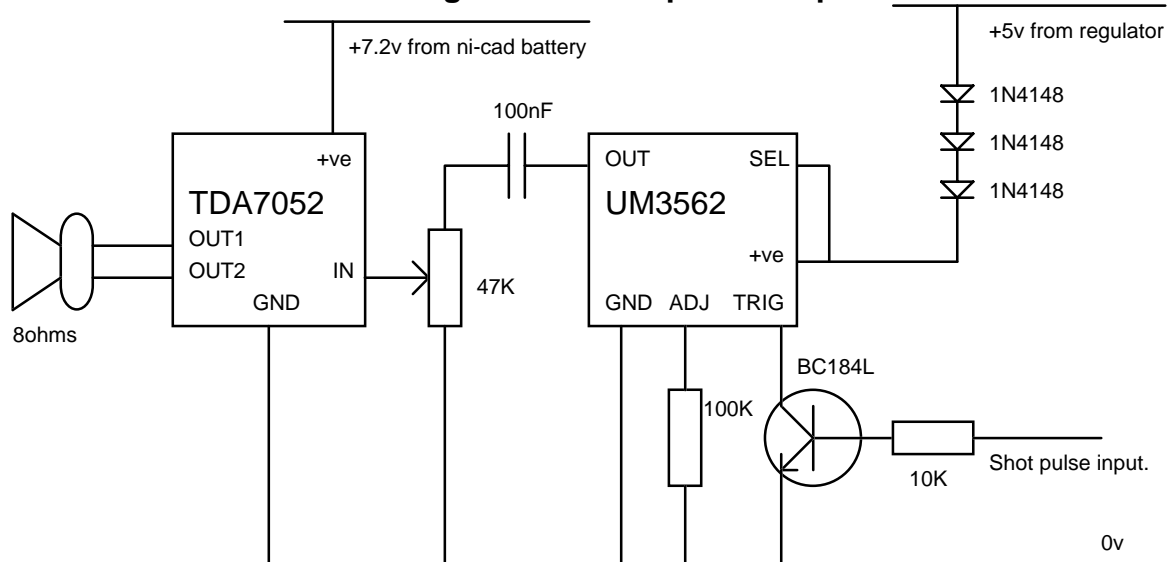 +7.2v from ni-cad battery
+5v from regulator
1N4148
1N4148
1N4148
100nF
+ve
TDA7052
OUT1
OUT2
IN
GND
8ohms
47K
OUT
SEL
UM3562
+ve
GND
ADJ
TRIG
BC184L
100K
10K
Shot pulse input.
0v